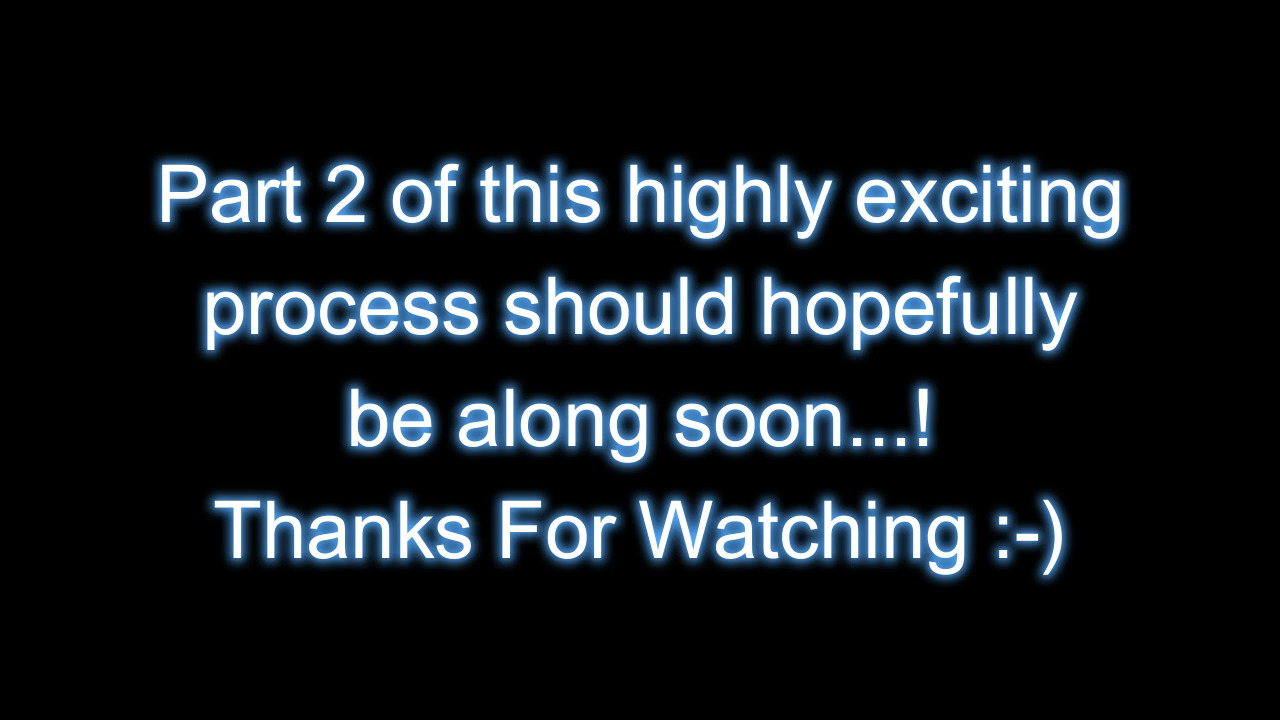 Part 2 of this highly exciting
process should hopefully
be along soon...!
Thanks For Watching :-)